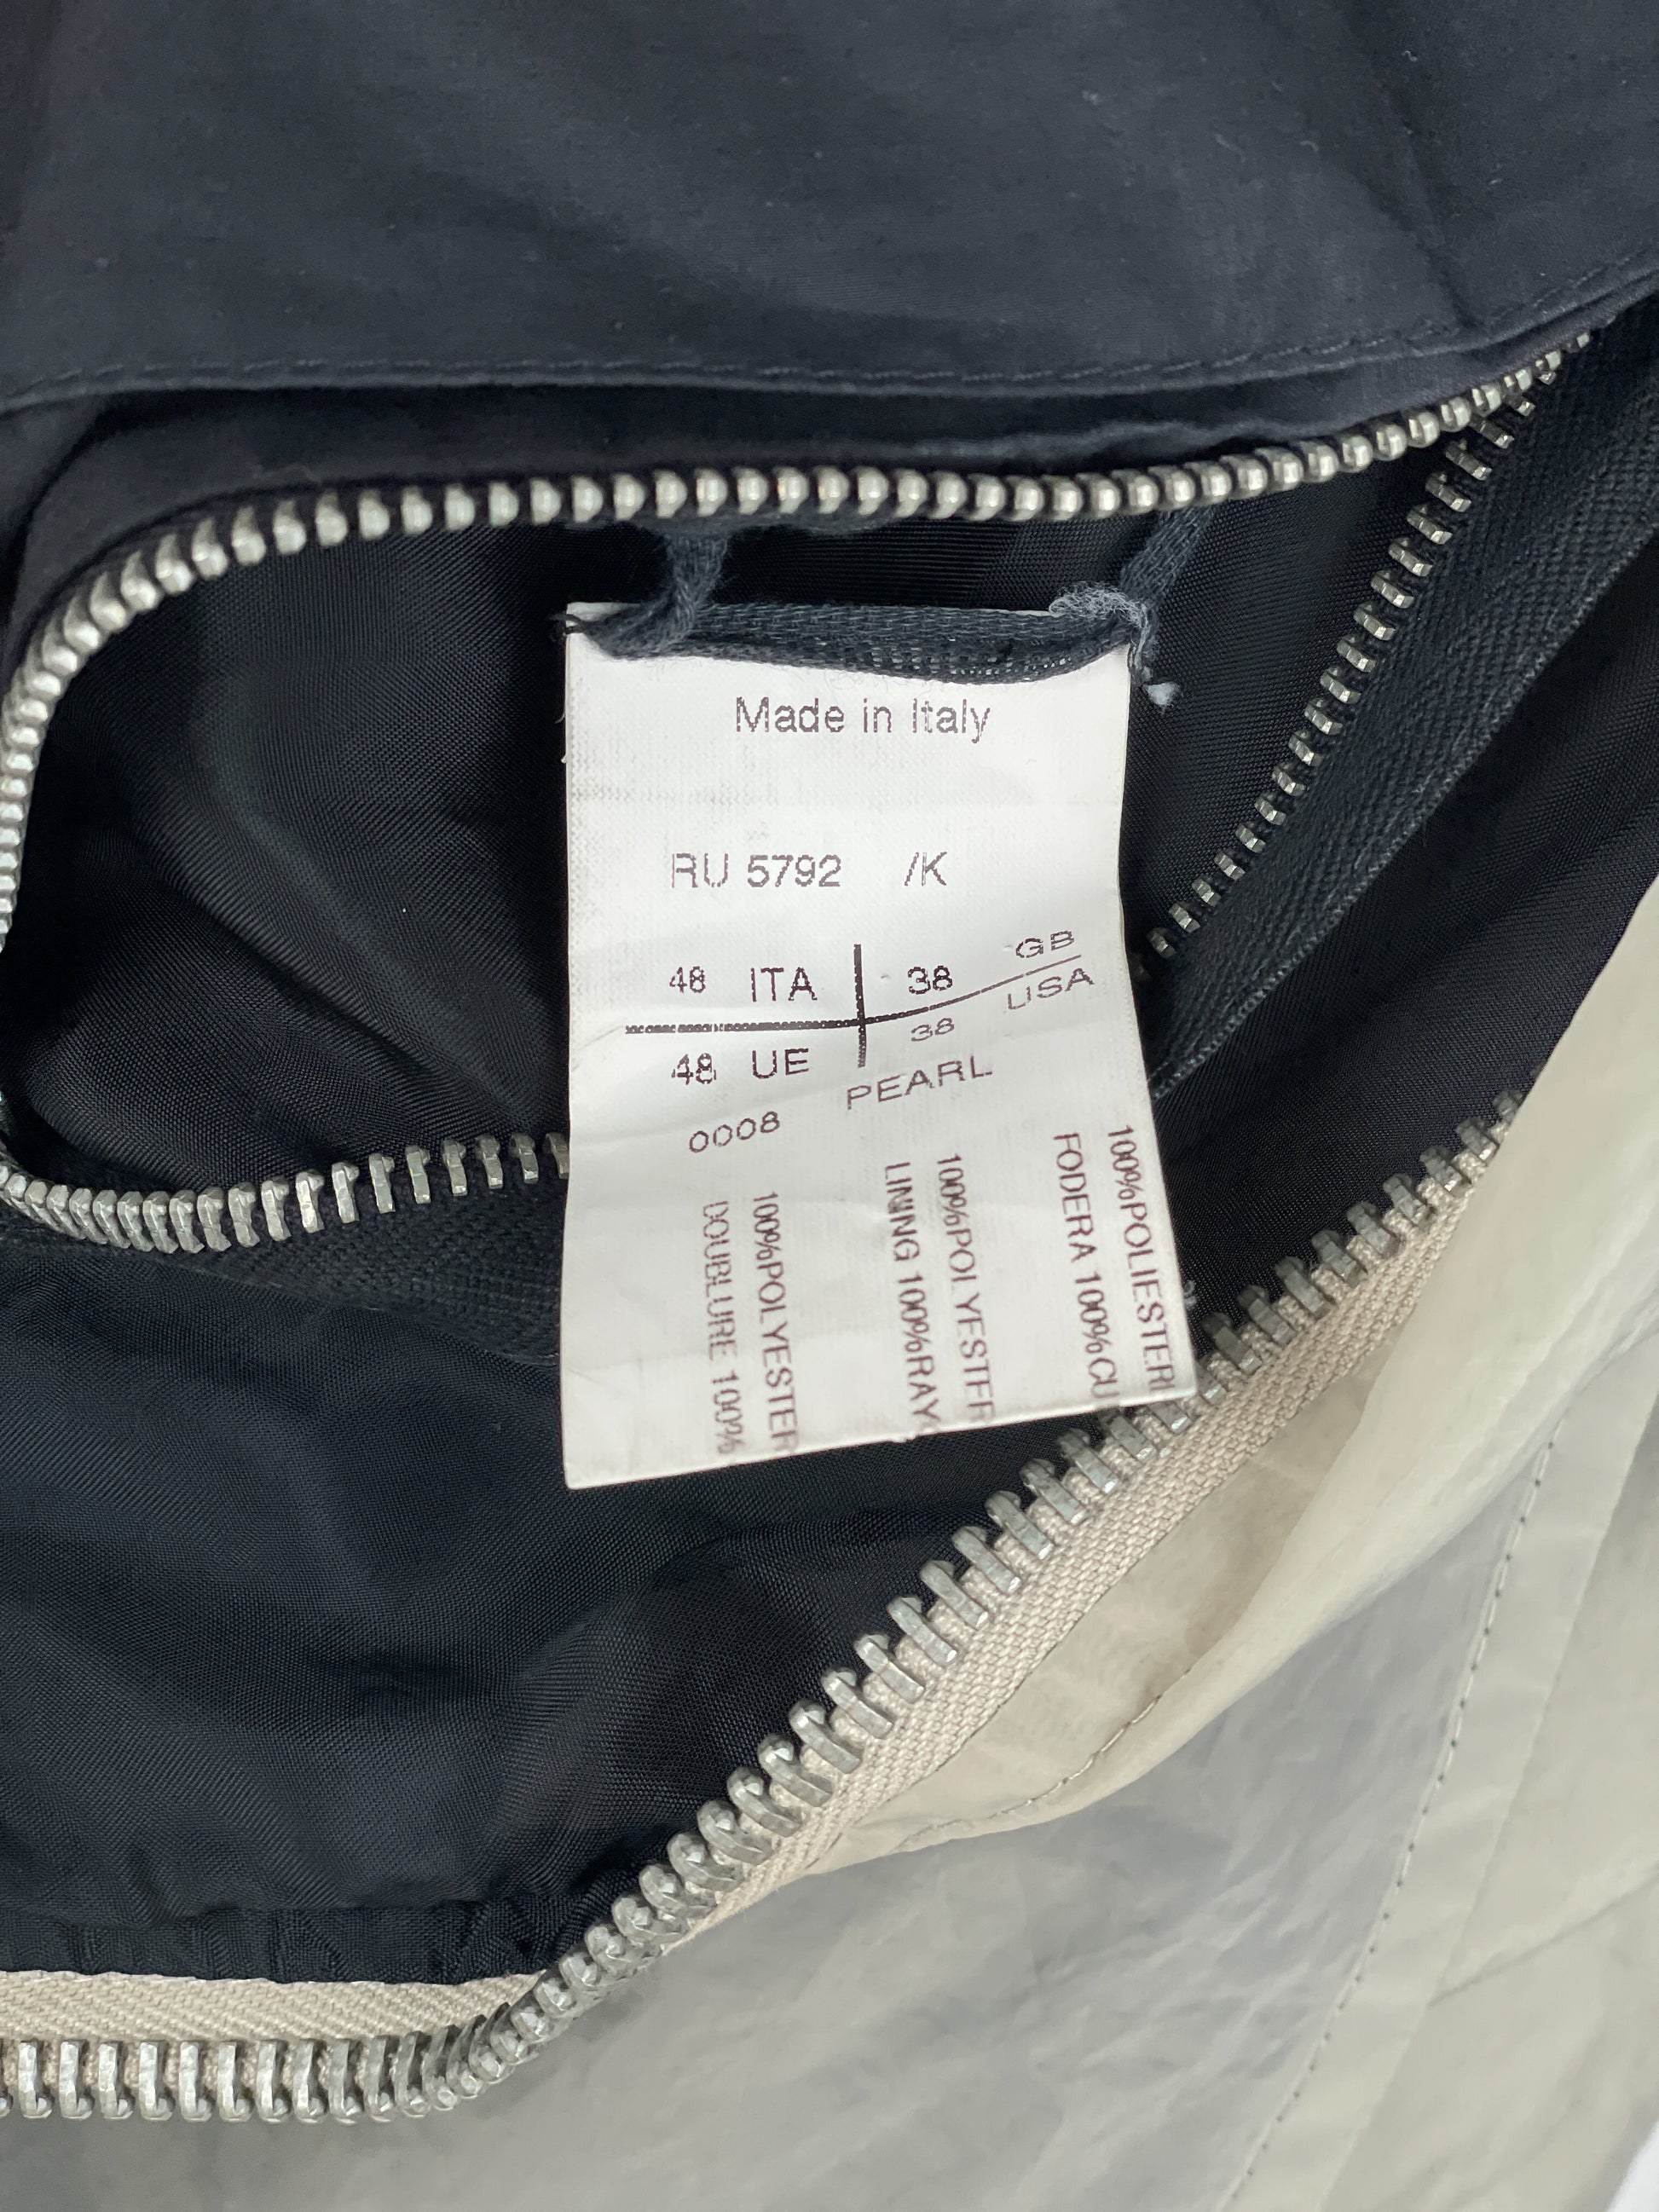 Made in Italy
RU 5792 /K
48 ITA 38 GB
48 UE 38 USA
0008 PEARL
100%POLIESTER
FODERA 100%CU
100%POLYESTER
LINING 100%RAY
100%POLYESTER
DOUBLURE 100%